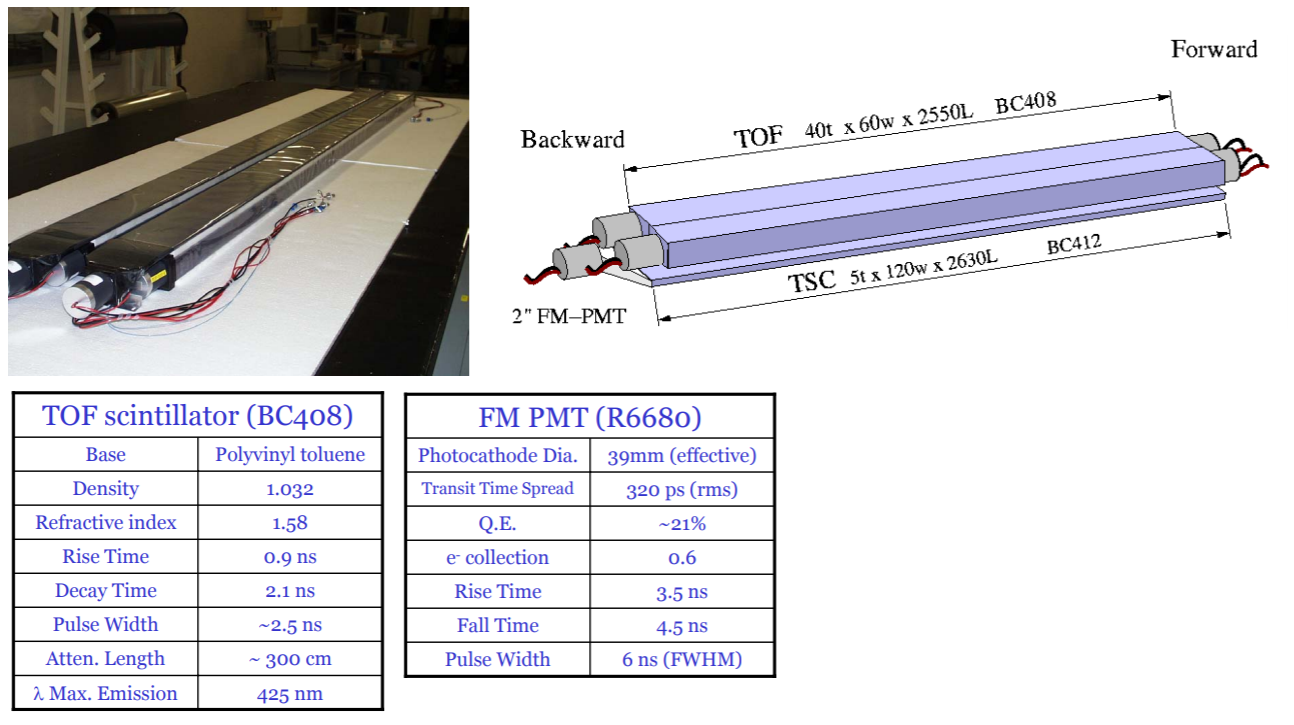 Forward
Backward
TOF 40t x 60w x 2550L BC408
TSC 5t x 120w x 2630L BC412
2" FM–PMT
TOF scintillator (BC408)
Base Polyvinyl toluene
Density 1.032
Refractive index 1.58
Rise Time 0.9 ns
Decay Time 2.1 ns
Pulse Width ~2.5 ns
Atten. Length ~ 300 cm
λ Max. Emission 425 nm
FM PMT (R6680)
Photocathode Dia. 39mm (effective)
Transit Time Spread 320 ps (rms)
Q.E. ~21%
e- collection 0.6
Rise Time 3.5 ns
Fall Time 4.5 ns
Pulse Width 6 ns (FWHM)